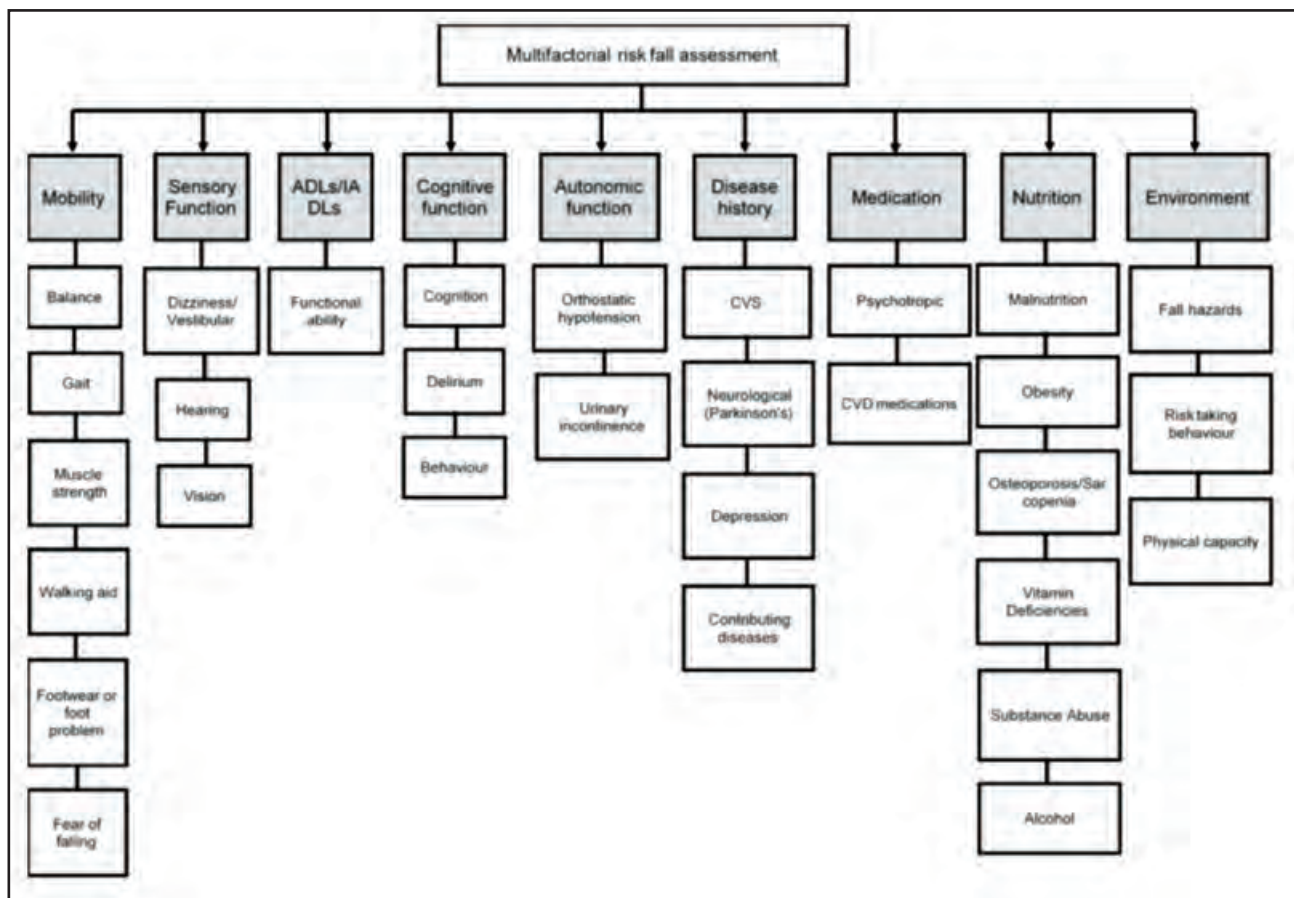 Multifactorial risk fall assessment
Mobility
Balance
Gait
Muscle
strength
Walking aid
Footwear or
foot
problem
Fear of
falling
Sensory
Function
Dizziness/
Vestibular
Hearing
Vision
ADLs/IA
DLs
Functional
ability
Cognitive
function
Cognition
Delirium
Behaviour
Autonomic
function
Orthostatic
hypotension
Urinary
incontinence
Disease
history
CVS
Neurological
(Parkinson's)
Depression
Contributing
diseases
Medication
Psychotropic
CVD medications
Nutrition
Malnutrition
Obesity
Osteoporosis/Sar
copenia
Vitamin
Deficiencies
Substance Abuse
Alcohol
Environment
Fall hazards
Risk taking
behaviour
Physical capacity